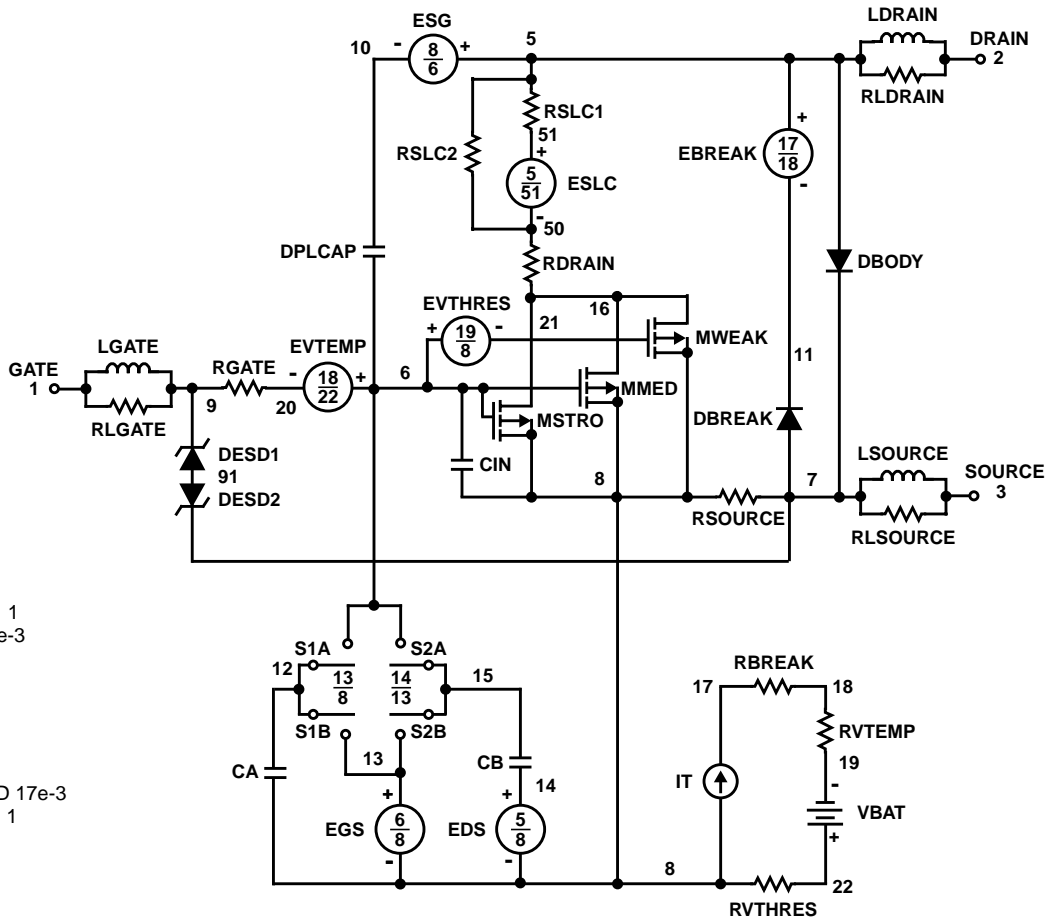 ESG
LDRAIN
10
-
8
6
+
5
DRAIN
2
RLDRAIN
RSLC1
51
RSLC2
+
5
51
ESLC
-
50
+
17
18
EBREAK
-
DPLCAP
RDRAIN
DBODY
EVTHRES
+
19
8
-
21
16
MWEAK
11
LGATE
GATE
1
RLGATE
9
RGATE
20
EVTEMP
-
18
22
+
6
MMED
MSTRO
DBREAK
DESD1
91
DESD2
CIN
8
RSOURCE
7
LSOURCE
SOURCE
3
RLSOURCE
1
e-3
S1A
S2A
12
13
8
14
13
15
S1B
S2B
13
CA
CB
14
+
EGS
6
8
-
+
EDS
5
8
-
D 17e-3
1
RBREAK
17
18
RVTEMP
19
IT
-
VBAT
+
8
22
RVTHRES